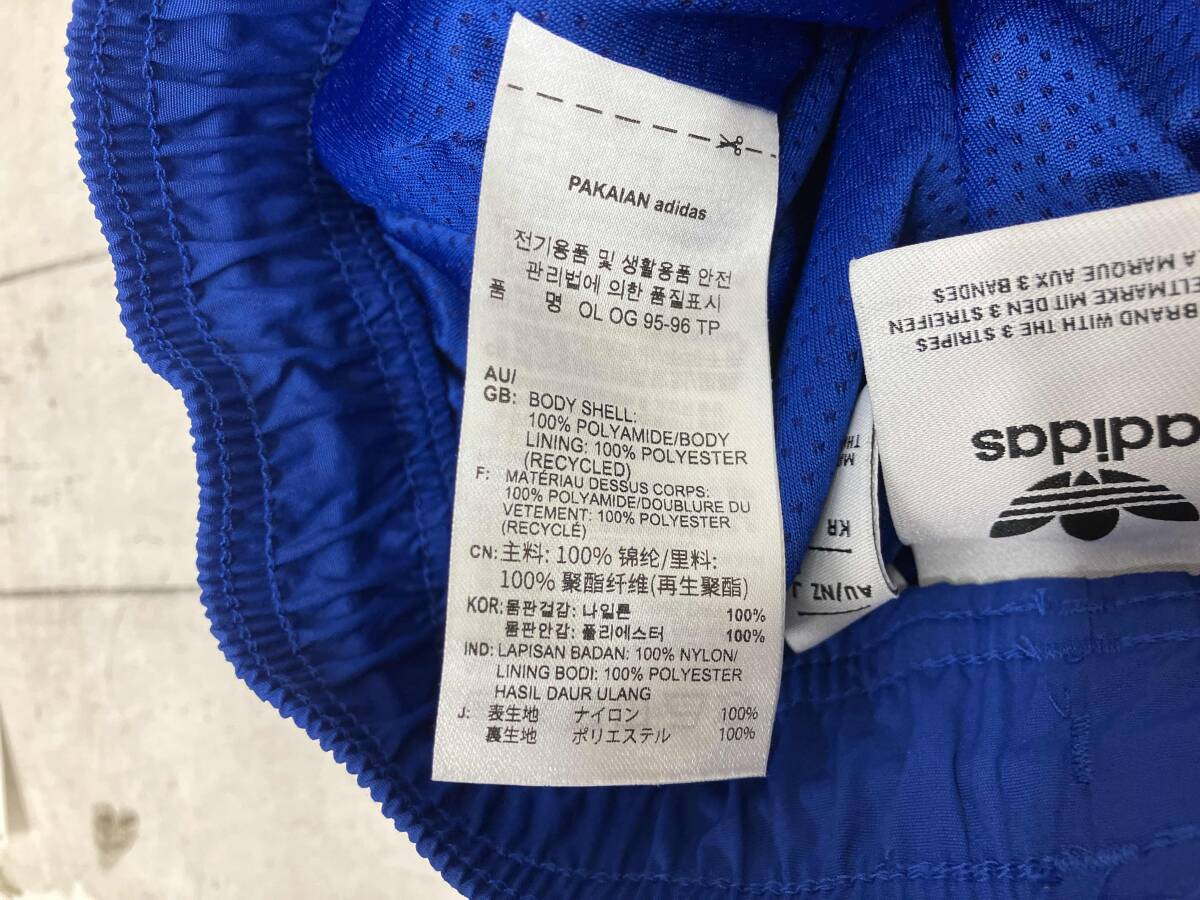 PAKAIAN adidas
전기용품 및 생활용품 안전
관리법에 의한 품질표시
품 명 OL OG 95-96 TP
AU/
GB: BODY SHELL:
100% POLYAMIDE/BODY
LINING: 100% POLYESTER
(RECYCLED)
F: MATÉRIAU DESSUS CORPS:
100% POLYAMIDE/DOUBLURE DU
VETEMENT: 100% POLYESTER
(RECYCLÉ)
CN: 主料: 100% 锦纶/里料:
100% 聚酯纤维(再生聚酯)
KOR: 몸판겉감: 나일론 100%
몸판안감: 폴리에스터 100%
IND: LAPISAN BADAN: 100% NYLON/
LINING BODI: 100% POLYESTER
HASIL DAUR ULANG
J: 表生地 ナイロン 100%
裏生地 ポリエステル 100%
adidas
BRAND WITH THE 3 STRIPES
ELTMARKE MIT DEN 3 STREIFEN
LA MARQUE AUX 3 BANDES
AU/NZ J
KR